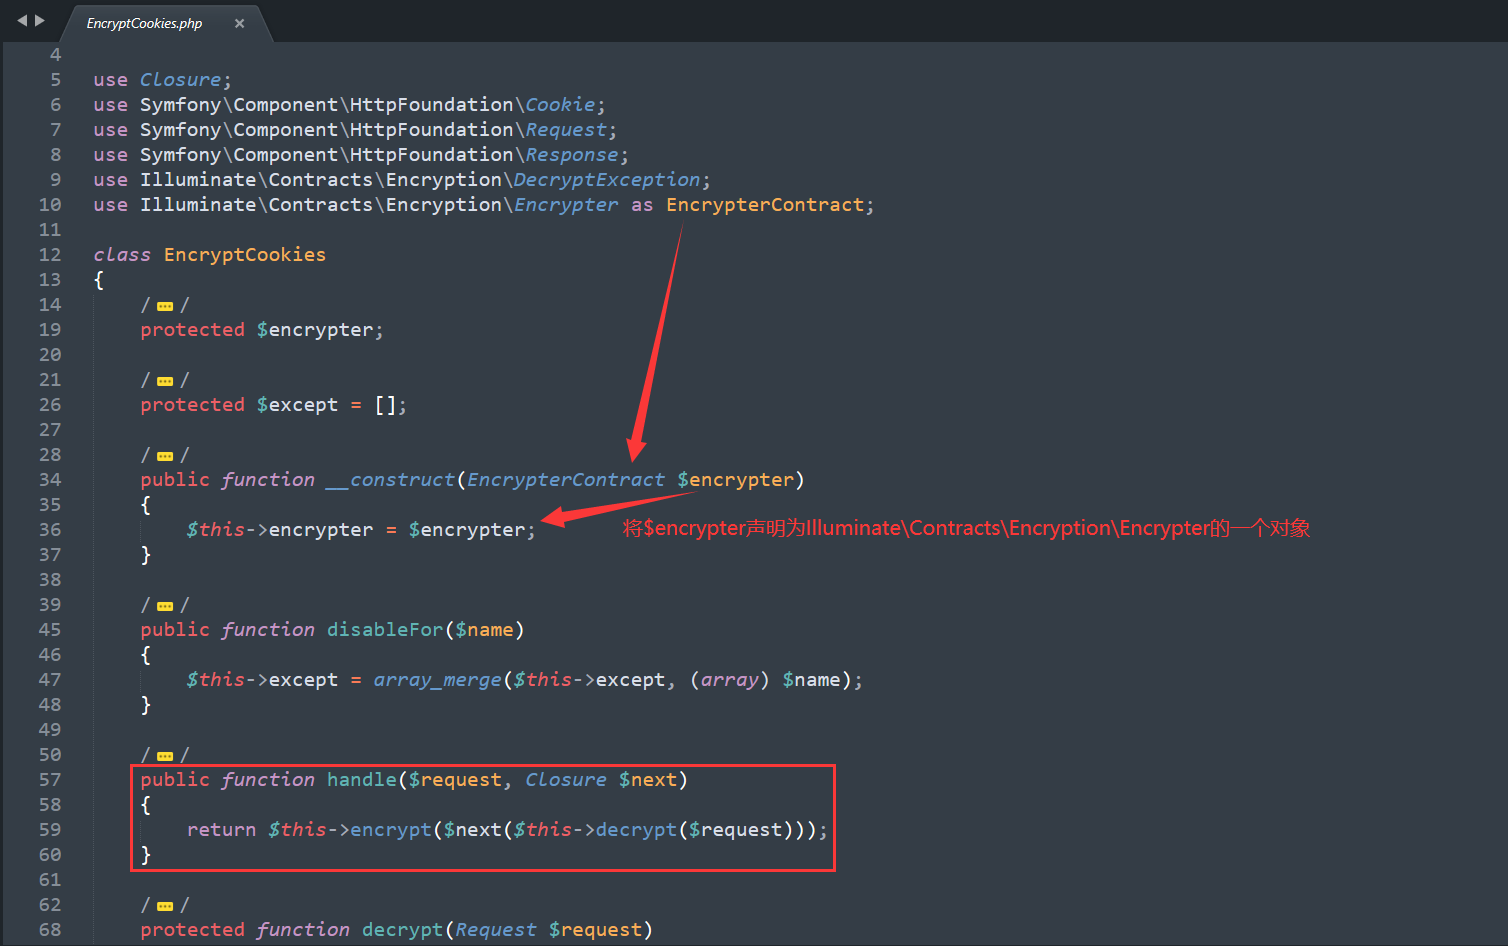 EncryptCookies.php ×
4
5 use Closure;
6 use Symfony\Component\HttpFoundation\Cookie;
7 use Symfony\Component\HttpFoundation\Request;
8 use Symfony\Component\HttpFoundation\Response;
9 use Illuminate\Contracts\Encryption\DecryptException;
10 use Illuminate\Contracts\Encryption\Encrypter as EncrypterContract;
11
12 class EncryptCookies
13 {
14 /…/
19 protected $encrypter;
20
21 /…/
26 protected $except = [];
27
28 /…/
34 public function __construct(EncrypterContract $encrypter)
35 {
36 $this->encrypter = $encrypter; 将$encrypter声明为Illuminate\Contracts\Encryption\Encrypter的一个对象
37 }
38
39 /…/
45 public function disableFor($name)
46 {
47 $this->except = array_merge($this->except, (array) $name);
48 }
49
50 /…/
57 public function handle($request, Closure $next)
58 {
59 return $this->encrypt($next($this->decrypt($request)));
60 }
61
62 /…/
68 protected function decrypt(Request $request)